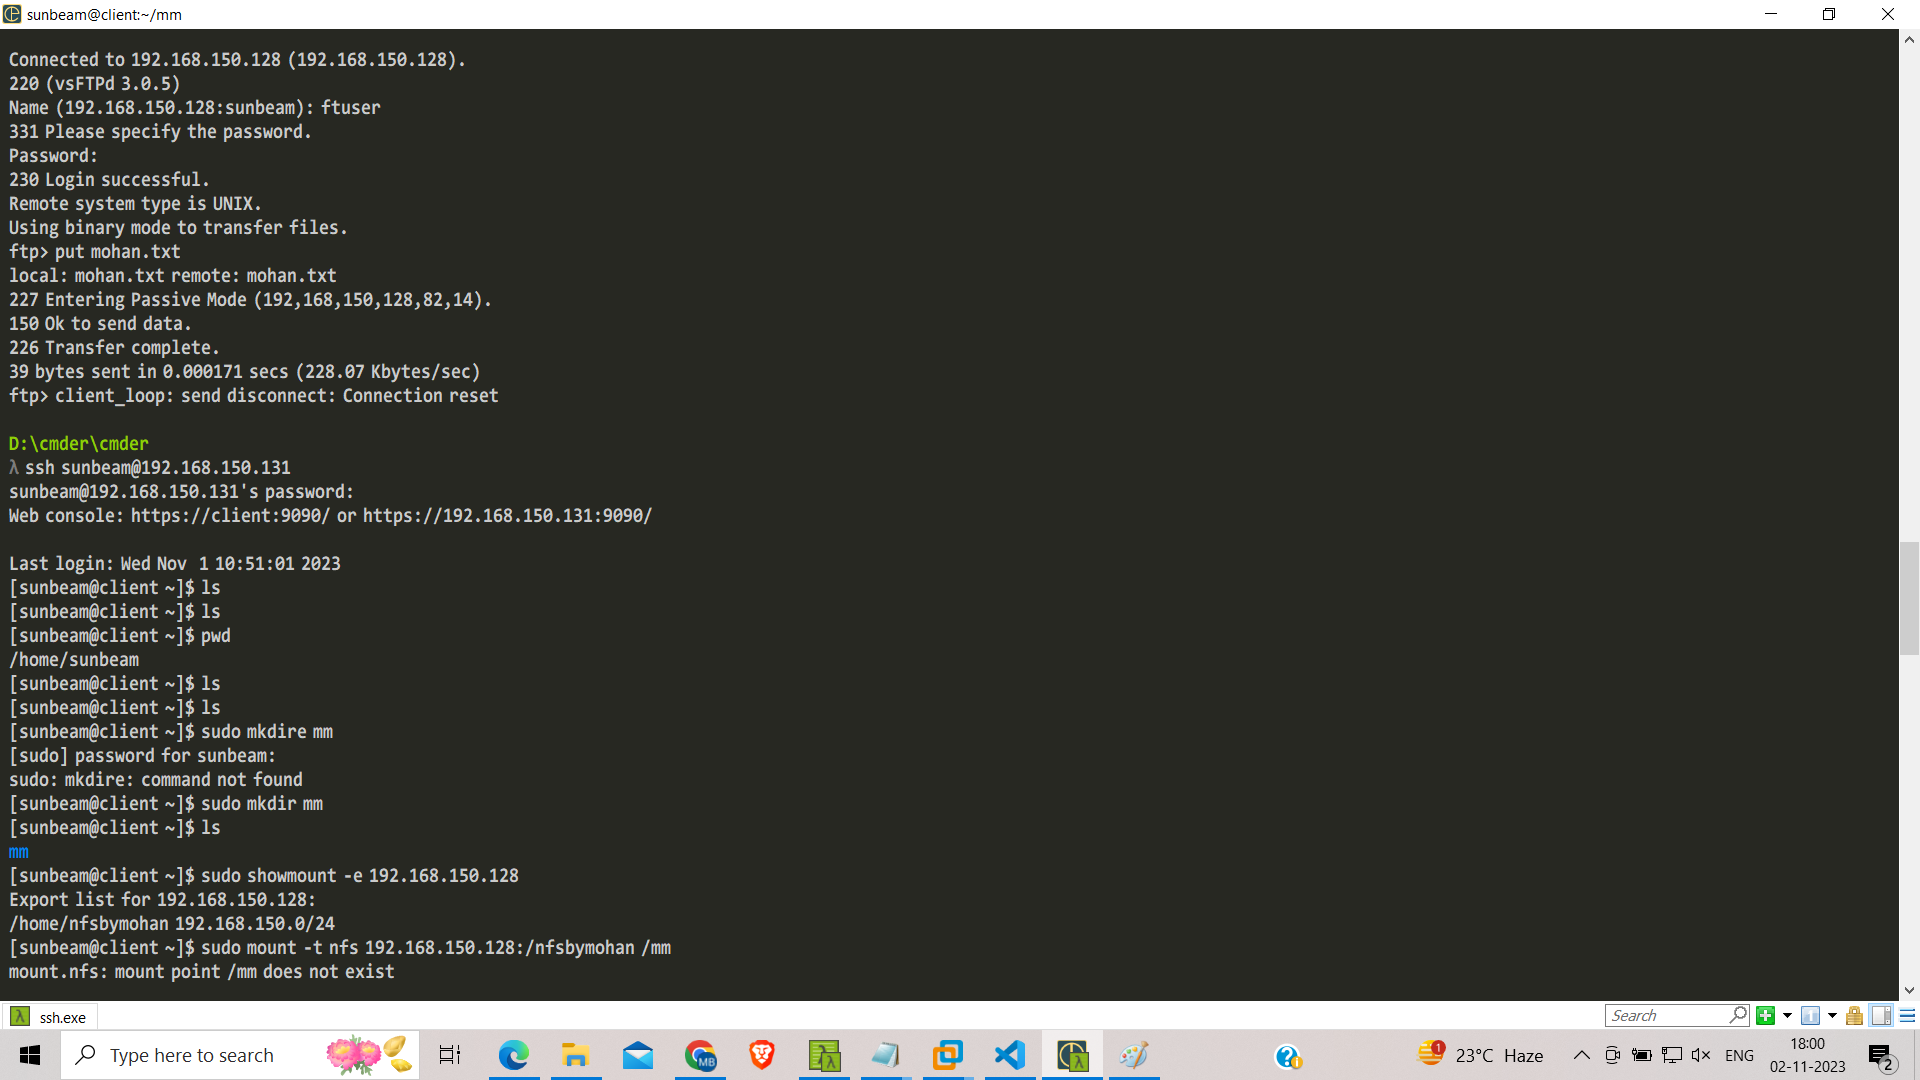 sunbeam@client:~/mm
Connected to 192.168.150.128 (192.168.150.128).
220 (vsFTPd 3.0.5)
Name (192.168.150.128:sunbeam): ftuser
331 Please specify the password.
Password:
230 Login successful.
Remote system type is UNIX.
Using binary mode to transfer files.
ftp> put mohan.txt
local: mohan.txt remote: mohan.txt
227 Entering Passive Mode (192,168,150,128,82,14).
150 Ok to send data.
226 Transfer complete.
39 bytes sent in 0.000171 secs (228.07 Kbytes/sec)
ftp> client_loop: send disconnect: Connection reset
D:\cmder\cmder
λ ssh sunbeam@192.168.150.131
sunbeam@192.168.150.131's password:
Web console: https://client:9090/ or https://192.168.150.131:9090/
Last login: Wed Nov  1 10:51:01 2023
[sunbeam@client ~]$ ls
[sunbeam@client ~]$ ls
[sunbeam@client ~]$ pwd
/home/sunbeam
[sunbeam@client ~]$ ls
[sunbeam@client ~]$ ls
[sunbeam@client ~]$ sudo mkdire mm
[sudo] password for sunbeam:
sudo: mkdire: command not found
[sunbeam@client ~]$ sudo mkdir mm
[sunbeam@client ~]$ ls
mm
[sunbeam@client ~]$ sudo showmount -e 192.168.150.128
Export list for 192.168.150.128:
/home/nfsbymohan 192.168.150.0/24
[sunbeam@client ~]$ sudo mount -t nfs 192.168.150.128:/nfsbymohan /mm
mount.nfs: mount point /mm does not exist
λ ssh.exe
Search
Type here to search
MB
1
23°C Haze
ENG
18:00
02-11-2023
2